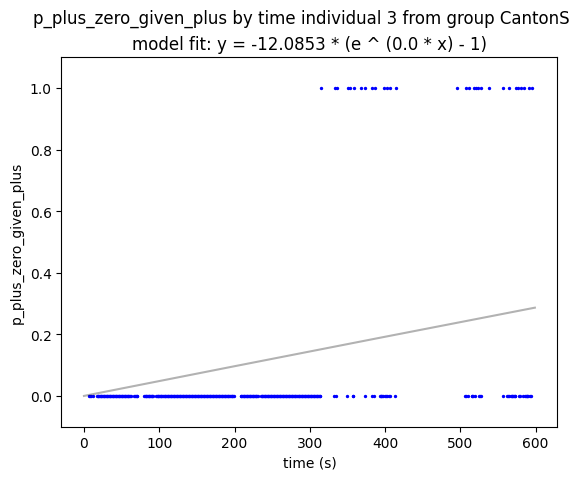 p_plus_zero_given_plus by time individual 3 from group CantonS
model fit: y = -12.0853 * (e ^ (0.0 * x) - 1)
1.0
0.8
0.6
0.4
0.2
0.0
p_plus_zero_given_plus
0 100 200 300 400 500 600
time (s)